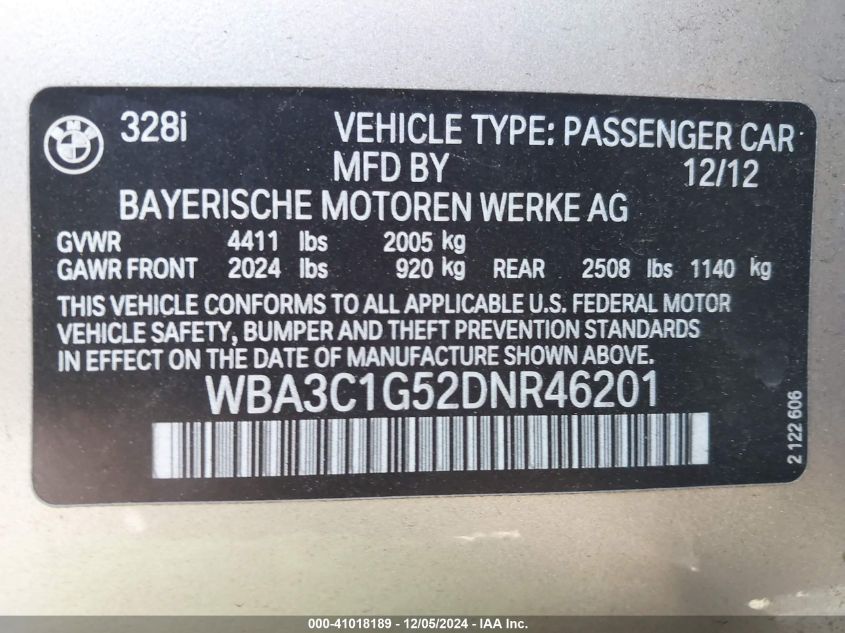 BMW 328i VEHICLE TYPE: PASSENGER CAR
MFD BY 12/12
BAYERISCHE MOTOREN WERKE AG
GVWR 4411 lbs 2005 kg
GAWR FRONT 2024 lbs 920 kg REAR 2508 lbs 1140 kg
THIS VEHICLE CONFORMS TO ALL APPLICABLE U.S. FEDERAL MOTOR
VEHICLE SAFETY, BUMPER AND THEFT PREVENTION STANDARDS
IN EFFECT ON THE DATE OF MANUFACTURE SHOWN ABOVE.
WBA3C1G52DNR46201
2 122 606
000-41018189 - 12/05/2024 - IAA Inc.